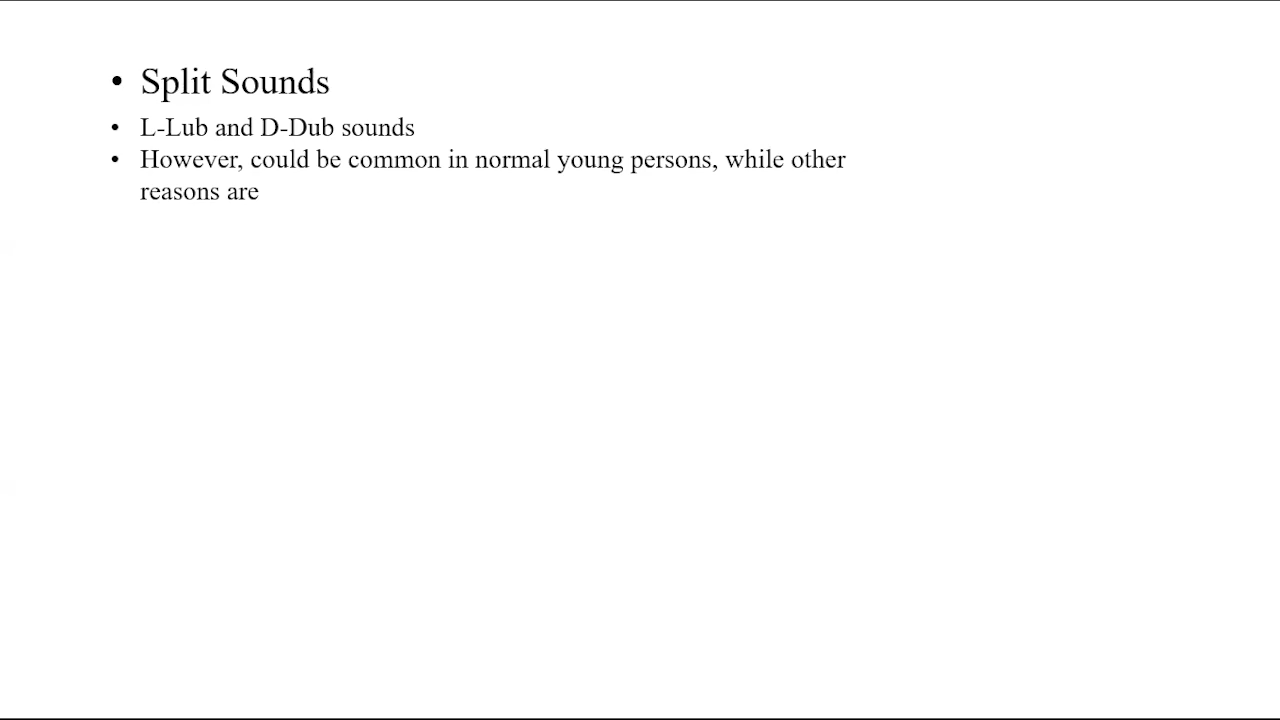 • Split Sounds
• L-Lub and D-Dub sounds
• However, could be common in normal young persons, while other
reasons are